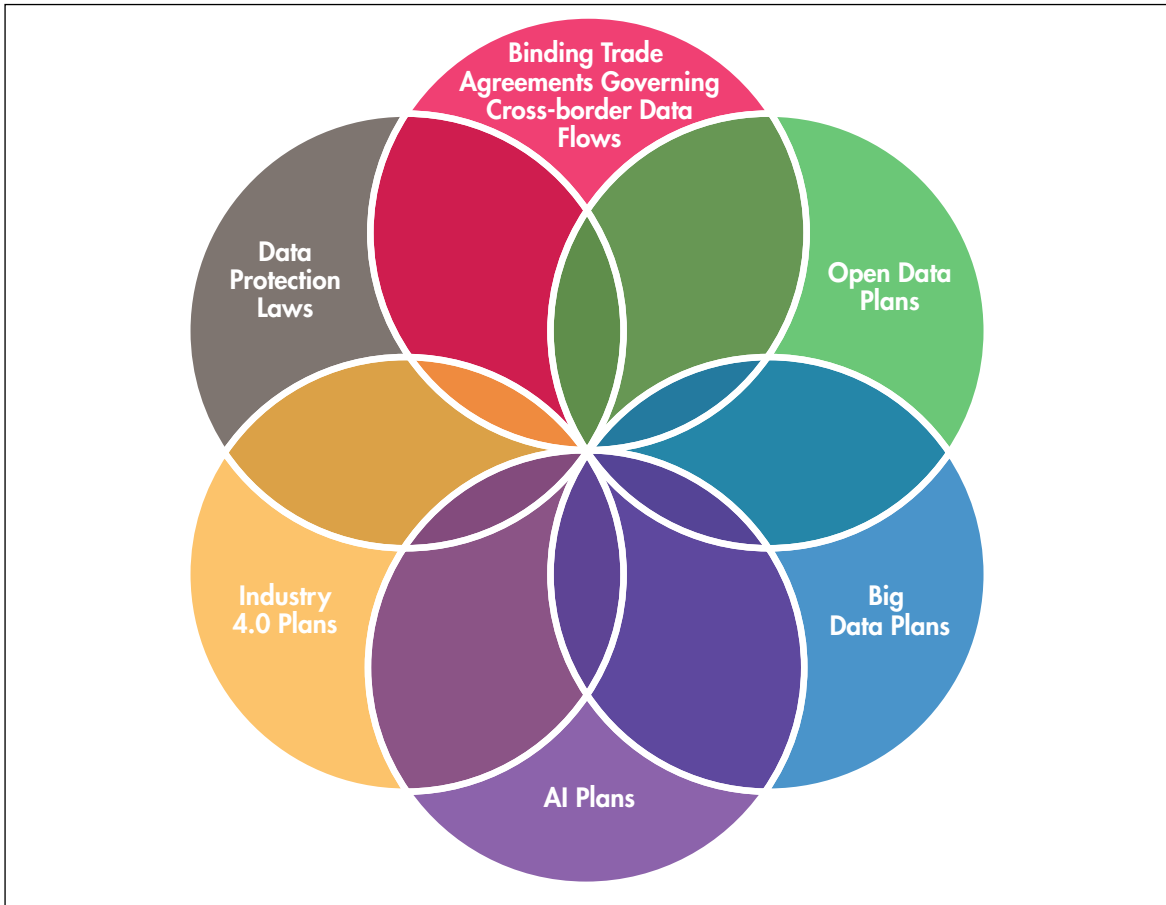 Binding Trade
Agreements Governing
Cross-border Data
Flows
Data
Protection
Laws
Open Data
Plans
Industry
4.0 Plans
Big
Data Plans
AI Plans